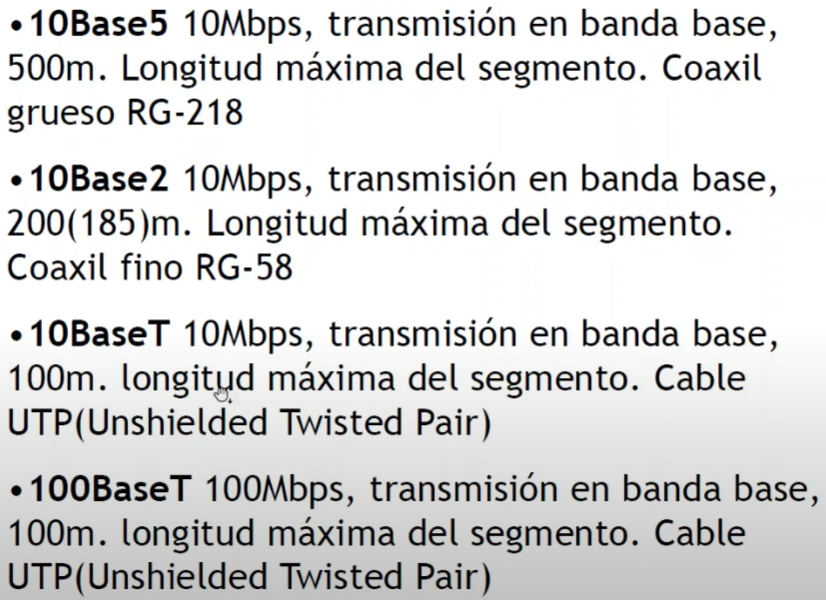 •10Base5 10Mbps, transmisión en banda base,
500m. Longitud máxima del segmento. Coaxil
grueso RG-218
•10Base2 10Mbps, transmisión en banda base,
200(185)m. Longitud máxima del segmento.
Coaxil fino RG-58
•10BaseT 10Mbps, transmisión en banda base,
100m. longitud máxima del segmento. Cable
UTP(Unshielded Twisted Pair)
•100BaseT 100Mbps, transmisión en banda base,
100m. longitud máxima del segmento. Cable
UTP(Unshielded Twisted Pair)